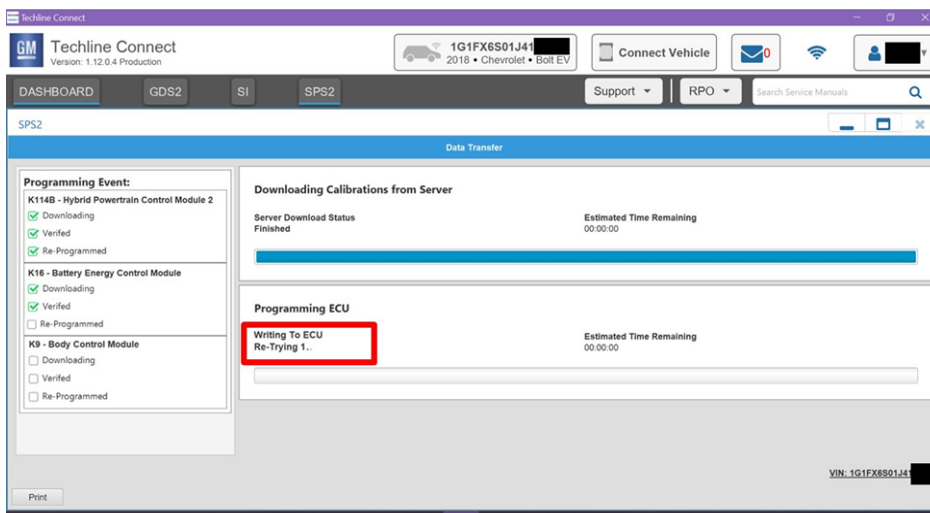 Techline Connect
GM
Techline Connect
Version: 1.12.0.4 Production
1G1FX6S01J41
2018 • Chevrolet • Bolt EV
Connect Vehicle
0
DASHBOARD GDS2 SI SPS2
Support
RPO
Search Service Manuals
SPS2
Data Transfer
Programming Event:
K114B - Hybrid Powertrain Control Module 2
Downloading
Verifed
Re-Programmed
K16 - Battery Energy Control Module
Downloading
Verifed
Re-Programmed
K9 - Body Control Module
Downloading
Verifed
Re-Programmed
Downloading Calibrations from Server
Server Download Status
Finished
Estimated Time Remaining
00:00:00
Programming ECU
Writing To ECU
Re-Trying 1..
Estimated Time Remaining
00:00:00
VIN: 1G1FX6S01J41
Print